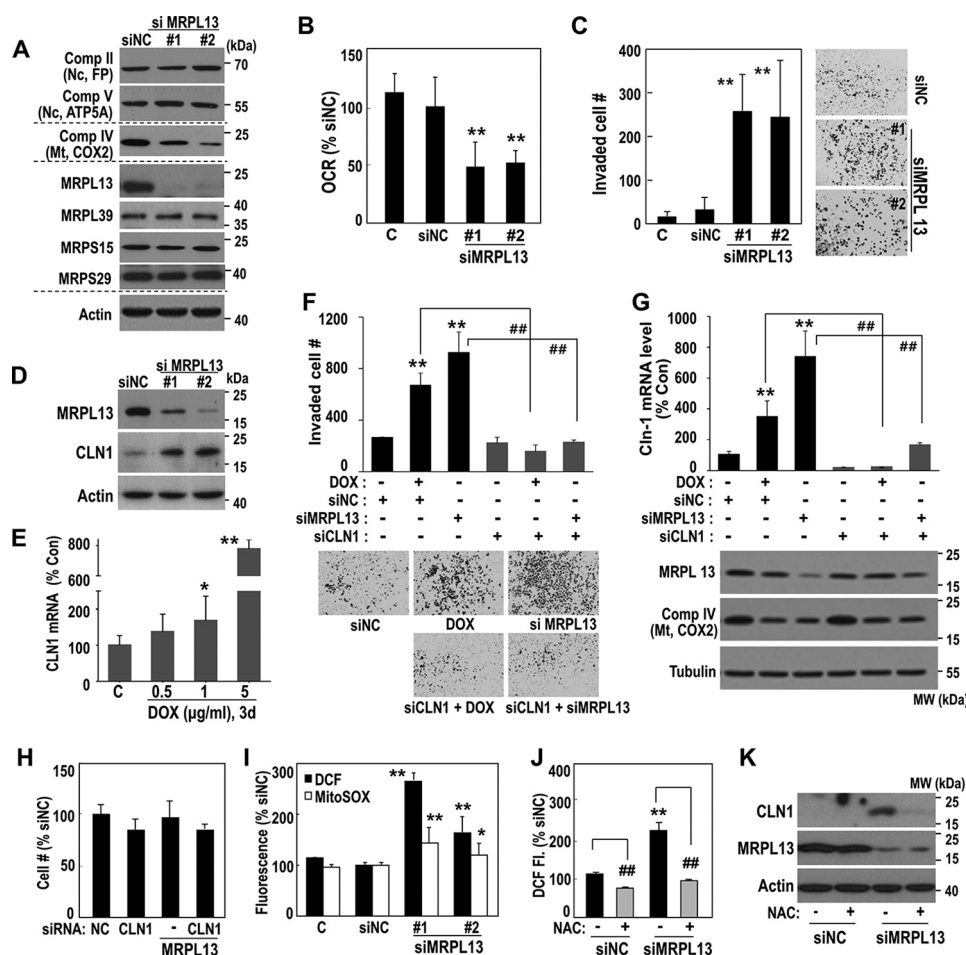 A
si MRPL13
siNC #1 #2 (kDa)
Comp II
(Nc, FP)
70
Comp V
(Nc, ATP5A)
55
Comp IV
(Mt, COX2)
25
20
MRPL13
25
15
MRPL39
40
35
MRPS15
25
MRPS29
40
Actin
40
B
OCR (% siNC)
150
100
50
0
C siNC #1 #2
siMRPL13
** **
C
Invaded cell #
400
300
200
100
0
** **
C siNC #1 #2
siMRPL13
siNC
#1
#2
siMRPL 13
D
si MRPL13
siNC #1 #2 kDa
MRPL13
20
15
CLN1
20
15
Actin
40
E
CLN1 mRNA (% Con)
800
600
200
100
0
* **
C 0.5 1 5
DOX (µg/ml), 3d
F
Invaded cell #
1200
800
400
0
** ** ## ##
DOX : - + - - + -
siNC : + + - - - -
siMRPL13 : - - + - - +
siCLN1 : - - - + + +
siNC DOX si MRPL13
siCLN1 + DOX siCLN1 + siMRPL13
G
Cln-1 mRNA level
(% Con)
1000
800
600
400
200
0
** ** ## ##
DOX : - + - - + -
siNC : + + - - - -
siMRPL13 : - - + - - +
siCLN1 : - - - + + +
MRPL 13
25
15
Comp IV
(Mt, COX2)
25
20
Tubulin
55
MW (kDa)
H
Cell # (% siNC)
150
100
50
0
siRNA: NC CLN1 - CLN1
MRPL13
I
Fluorescence (% siNC)
300
200
100
0
DCF
MitoSOX
** ** ** *
C siNC #1 #2
siMRPL13
J
DCF Fl. (% siNC)
400
300
200
100
0
## ** ##
NAC: - + - +
siNC siMRPL13
K
MW (kDa)
CLN1
20
15
MRPL13
25
15
Actin
40
NAC: - + - +
siNC siMRPL13